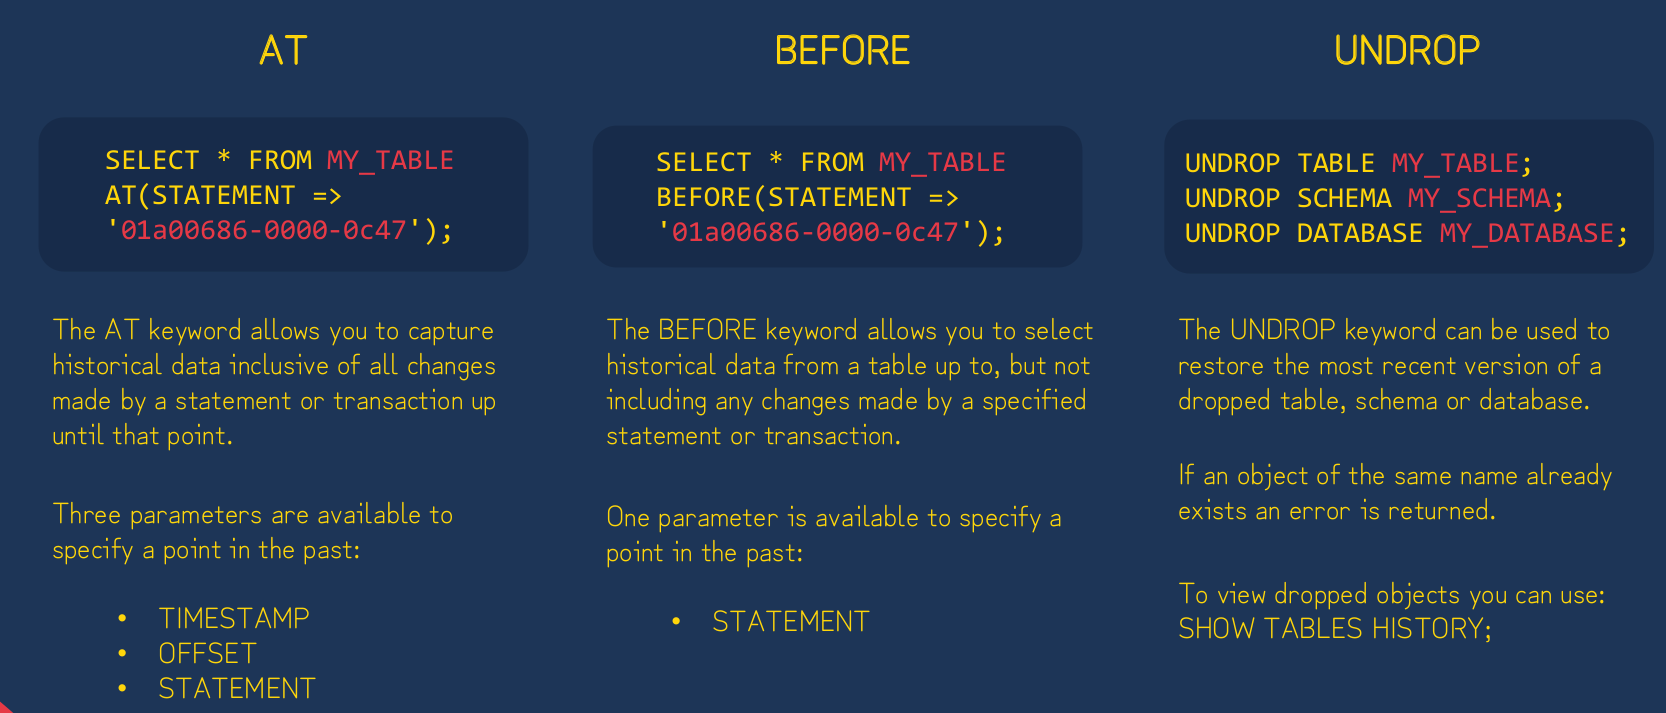 AT
SELECT * FROM MY_TABLE
AT(STATEMENT =>
'01a00686-0000-0c47');
The AT keyword allows you to capture
historical data inclusive of all changes
made by a statement or transaction up
until that point.
Three parameters are available to
specify a point in the past:
• TIMESTAMP
• OFFSET
• STATEMENT
BEFORE
SELECT * FROM MY_TABLE
BEFORE(STATEMENT =>
'01a00686-0000-0c47');
The BEFORE keyword allows you to select
historical data from a table up to, but not
including any changes made by a specified
statement or transaction.
One parameter is available to specify a
point in the past:
• STATEMENT
UNDROP
UNDROP TABLE MY_TABLE;
UNDROP SCHEMA MY_SCHEMA;
UNDROP DATABASE MY_DATABASE;
The UNDROP keyword can be used to
restore the most recent version of a
dropped table, schema or database.
If an object of the same name already
exists an error is returned.
To view dropped objects you can use:
SHOW TABLES HISTORY;